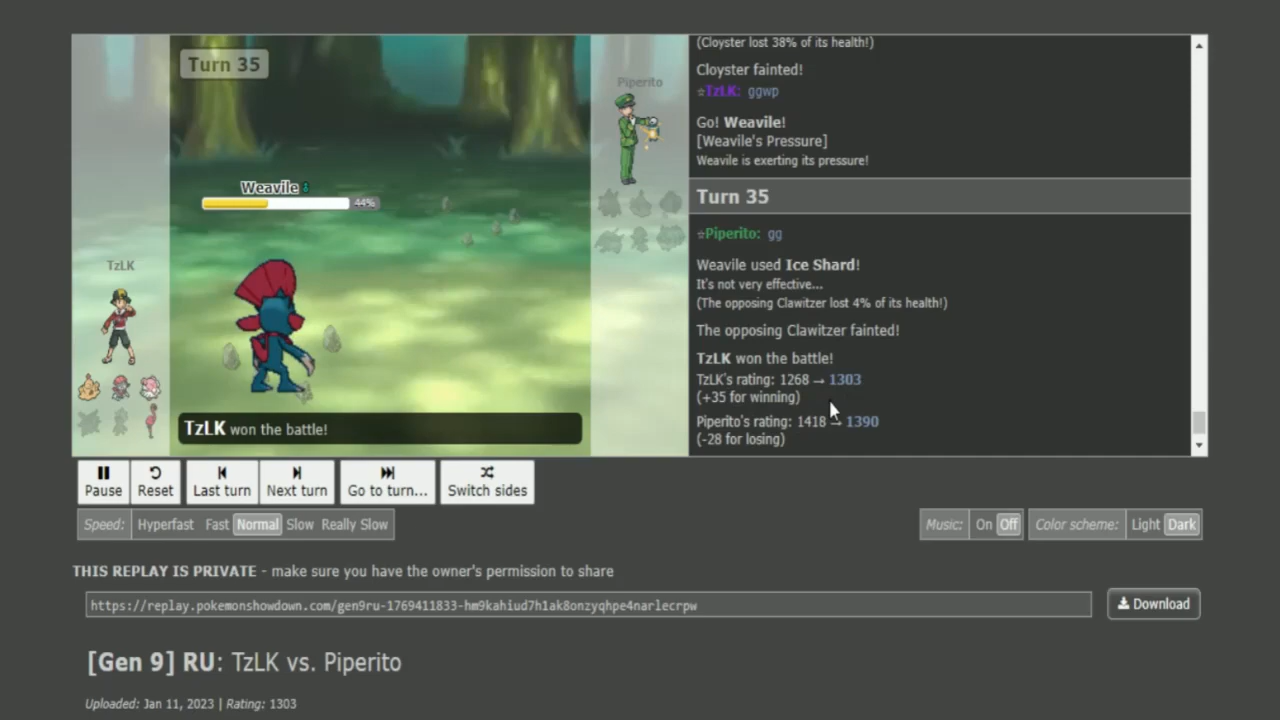 Turn 35
Weavile
44%
TzLK
TzLK won the battle!
Piperito
(Cloyster lost 38% of its health!)
Cloyster fainted!
☆TzLK: ggwp
Go! Weavile!
[Weavile's Pressure]
Weavile is exerting its pressure!
Turn 35
☆Piperito: gg
Weavile used Ice Shard!
It's not very effective...
(The opposing Clawitzer lost 4% of its health!)
The opposing Clawitzer fainted!
TzLK won the battle!
TzLK's rating: 1268 → 1303
(+35 for winning)
Piperito's rating: 1418 → 1390
(-28 for losing)
Pause Reset Last turn Next turn Go to turn... Switch sides
Speed: Hyperfast Fast Normal Slow Really Slow Music: On Off Color scheme: Light Dark
THIS REPLAY IS PRIVATE - make sure you have the owner's permission to share
https://replay.pokemonshowdown.com/gen9ru-1769411833-hm9kahiud7h1ak8onzyqhpe4narlecrpw
Download
[Gen 9] RU: TzLK vs. Piperito
Uploaded: Jan 11, 2023 | Rating: 1303